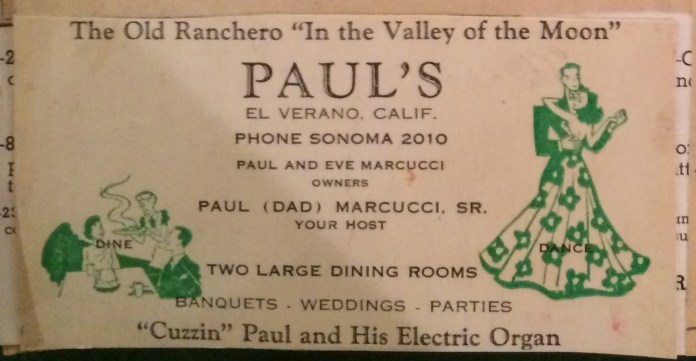 The Old Ranchero "In the Valley of the Moon"
PAUL'S
EL VERANO, CALIF.
PHONE SONOMA 2010
PAUL AND EVE MARCUCCI
OWNERS
PAUL (DAD) MARCUCCI, SR.
YOUR HOST
DINE
DANCE
TWO LARGE DINING ROOMS
BANQUETS - WEDDINGS - PARTIES
"Cuzzin" Paul and His Electric Organ